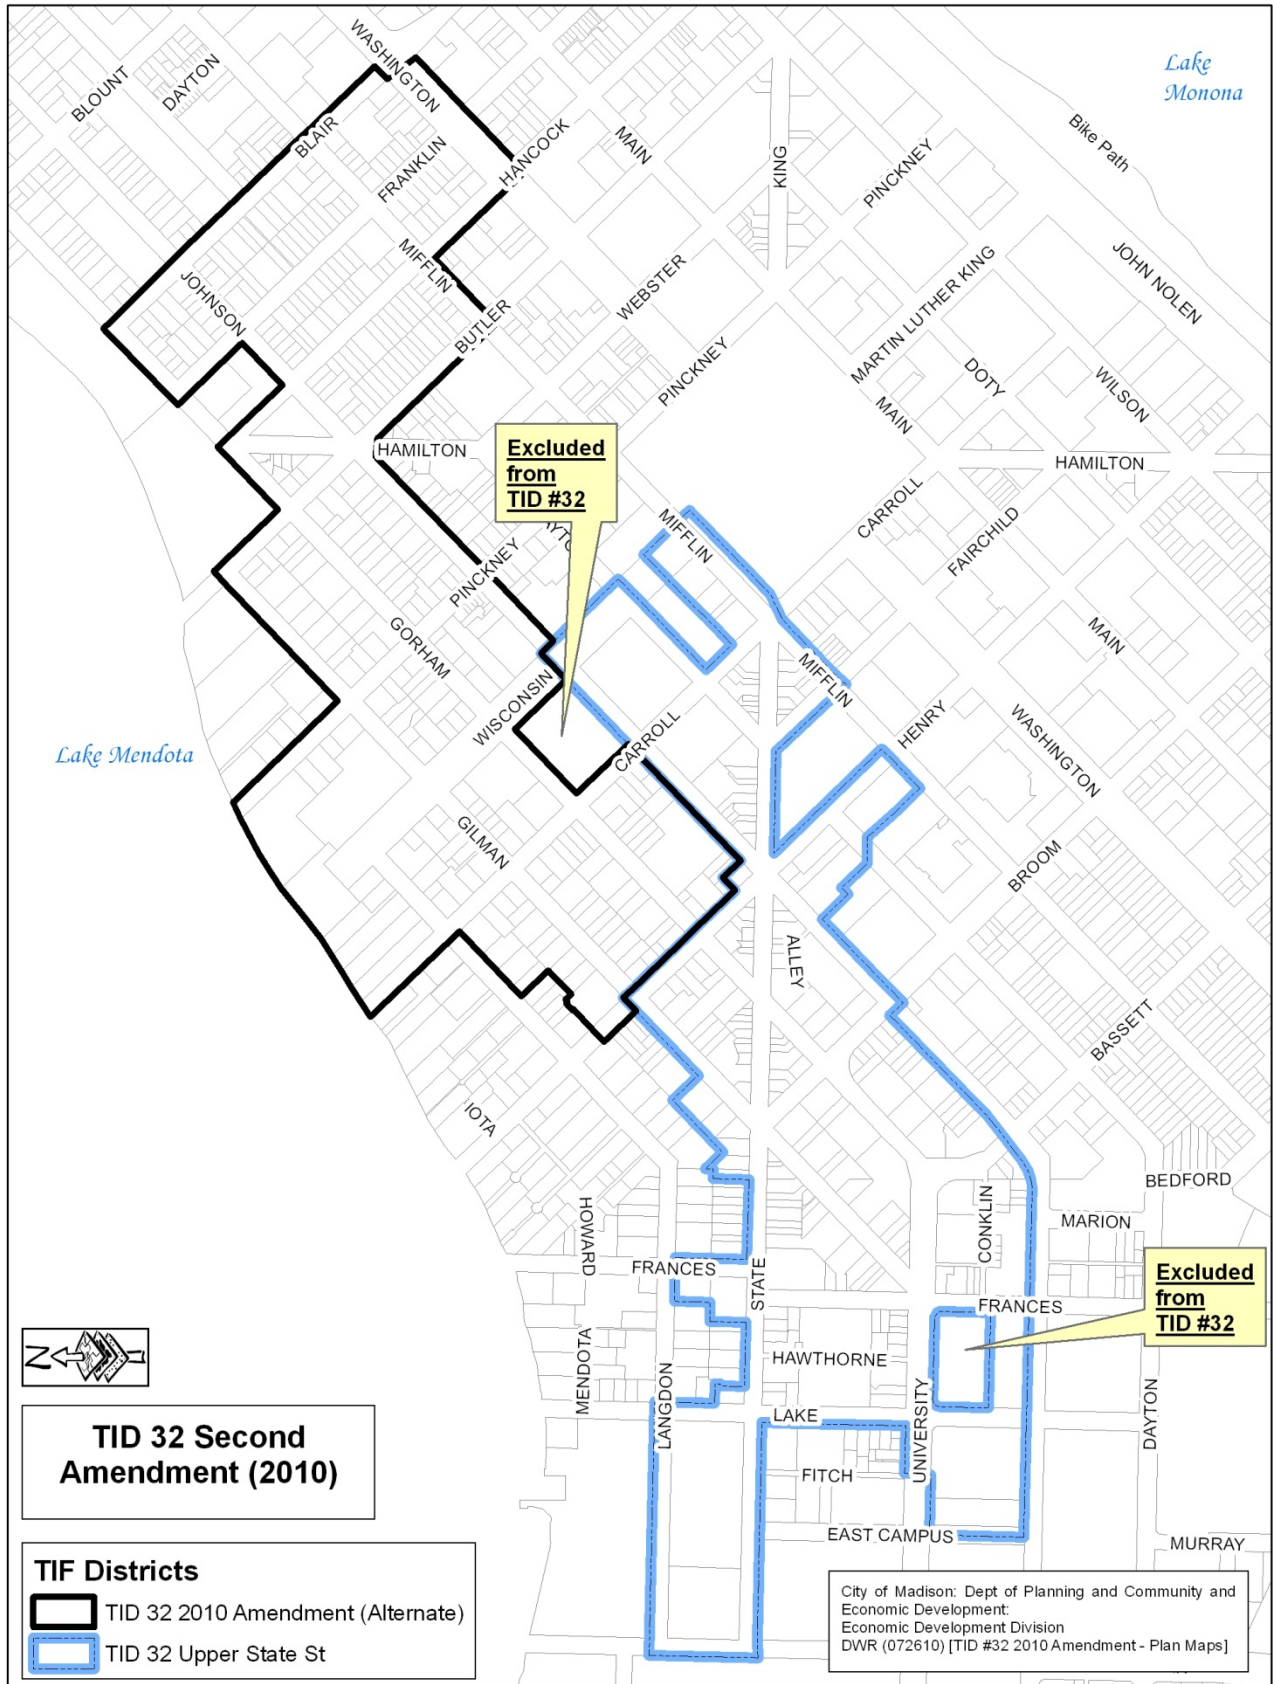 Lake
Monona
WASHINGTON
BLOUNT
DAYTON
BLAIR
FRANKLIN
HANCOCK
MAIN
KING
PINCKNEY
Bike Path
JOHN NOLEN
MIFFLIN
JOHNSON
BUTLER
WEBSTER
PINCKNEY
MARTIN LUTHER KING
DOTY
WILSON
MAIN
HAMILTON
HAMILTON
Excluded
from
TID #32
CARROLL
FAIRCHILD
MIFFLIN
PINCKNEY
GORHAM
WISCONSIN
MIFFLIN
MAIN
HENRY
WASHINGTON
CARROLL
Lake Mendota
GILMAN
BROOM
ALLEY
BASSETT
IOTA
BEDFORD
CONKLIN
MARION
HOWARD
FRANCES
STATE
FRANCES
Excluded
from
TID #32
MENDOTA
HAWTHORNE
LANGDON
LAKE
UNIVERSITY
DAYTON
FITCH
EAST CAMPUS
MURRAY
N
TID 32 Second
Amendment (2010)
TIF Districts
TID 32 2010 Amendment (Alternate)
TID 32 Upper State St
City of Madison: Dept of Planning and Community and
Economic Development:
Economic Development Division
DWR (072610) [TID #32 2010 Amendment - Plan Maps]